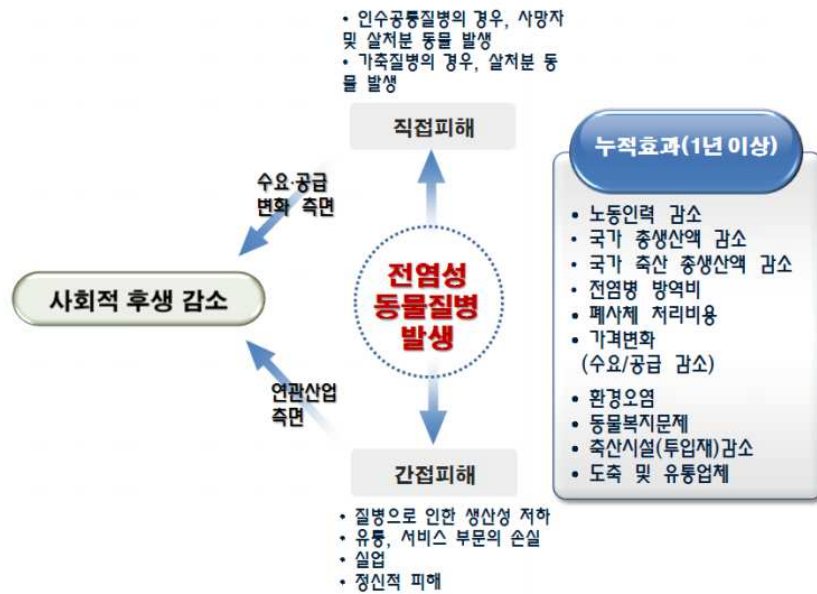 • 인수공통질병의 경우, 사망자
및 살처분 동물 발생
• 가축질병의 경우, 살처분 동
물 발생
직접피해
수요·공급
변화 측면
사회적 후생 감소
전염성
동물질병
발생
연관산업
측면
간접피해
• 질병으로 인한 생산성 저하
• 유통, 서비스 부문의 손실
• 실업
• 정신적 피해
누적효과(1년 이상)
• 노동인력 감소
• 국가 총생산액 감소
• 국가 축산 총생산액 감소
• 전염병 방역비
• 폐사체 처리비용
• 가격변화
(수요/공급 감소)
• 환경오염
• 동물복지문제
• 축산시설(투입재)감소
• 도축 및 유통업체